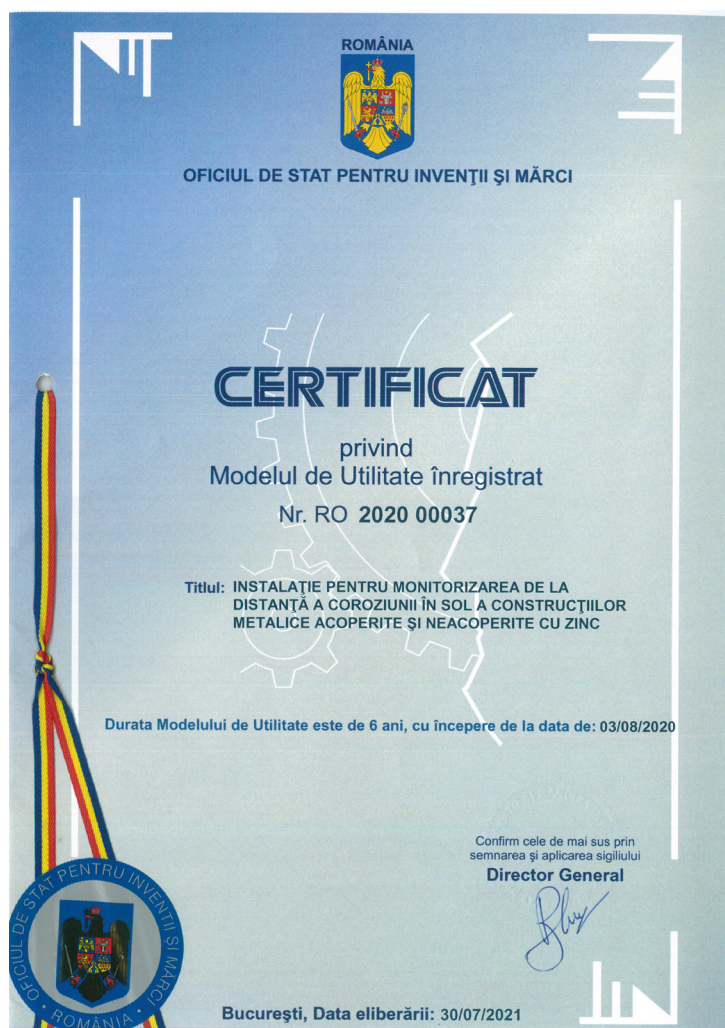 ROMÂNIA
OFICIUL DE STAT PENTRU INVENŢII ŞI MĂRCI
CERTIFICAT
privind
Modelul de Utilitate înregistrat
Nr. RO 2020 00037
Titlul: INSTALAŢIE PENTRU MONITORIZAREA DE LA
DISTANŢĂ A COROZIUNII ÎN SOL A CONSTRUCŢIILOR
METALICE ACOPERITE ŞI NEACOPERITE CU ZINC
Durata Modelului de Utilitate este de 6 ani, cu începere de la data de: 03/08/2020
Confirm cele de mai sus prin
semnarea şi aplicarea sigiliului
Director General
OFICIUL DE STAT PENTRU INVENTII ŞI MĂRCI
• ROMÂNIA •
Bucureşti, Data eliberării: 30/07/2021